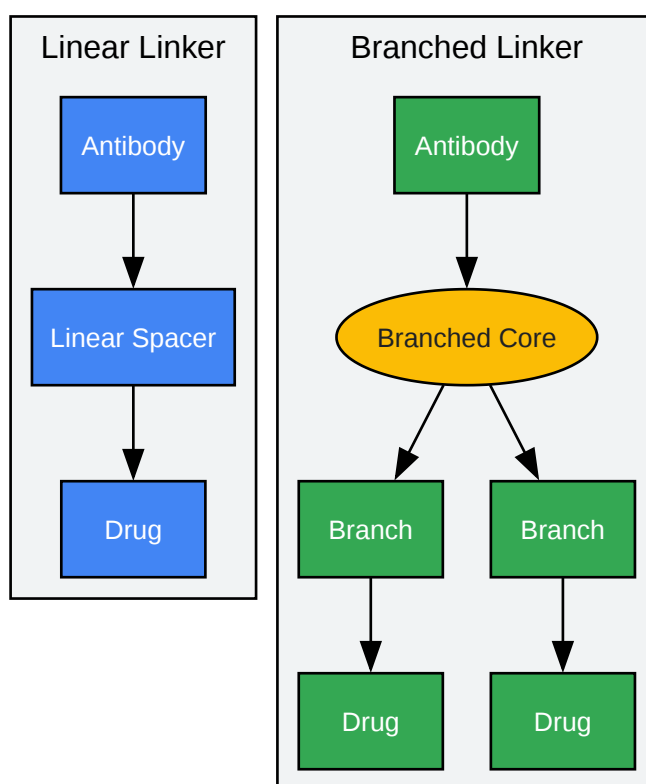 Linear Linker
Antibody
Linear Spacer
Drug
Branched Linker
Antibody
Branched Core
Branch
Branch
Drug
Drug